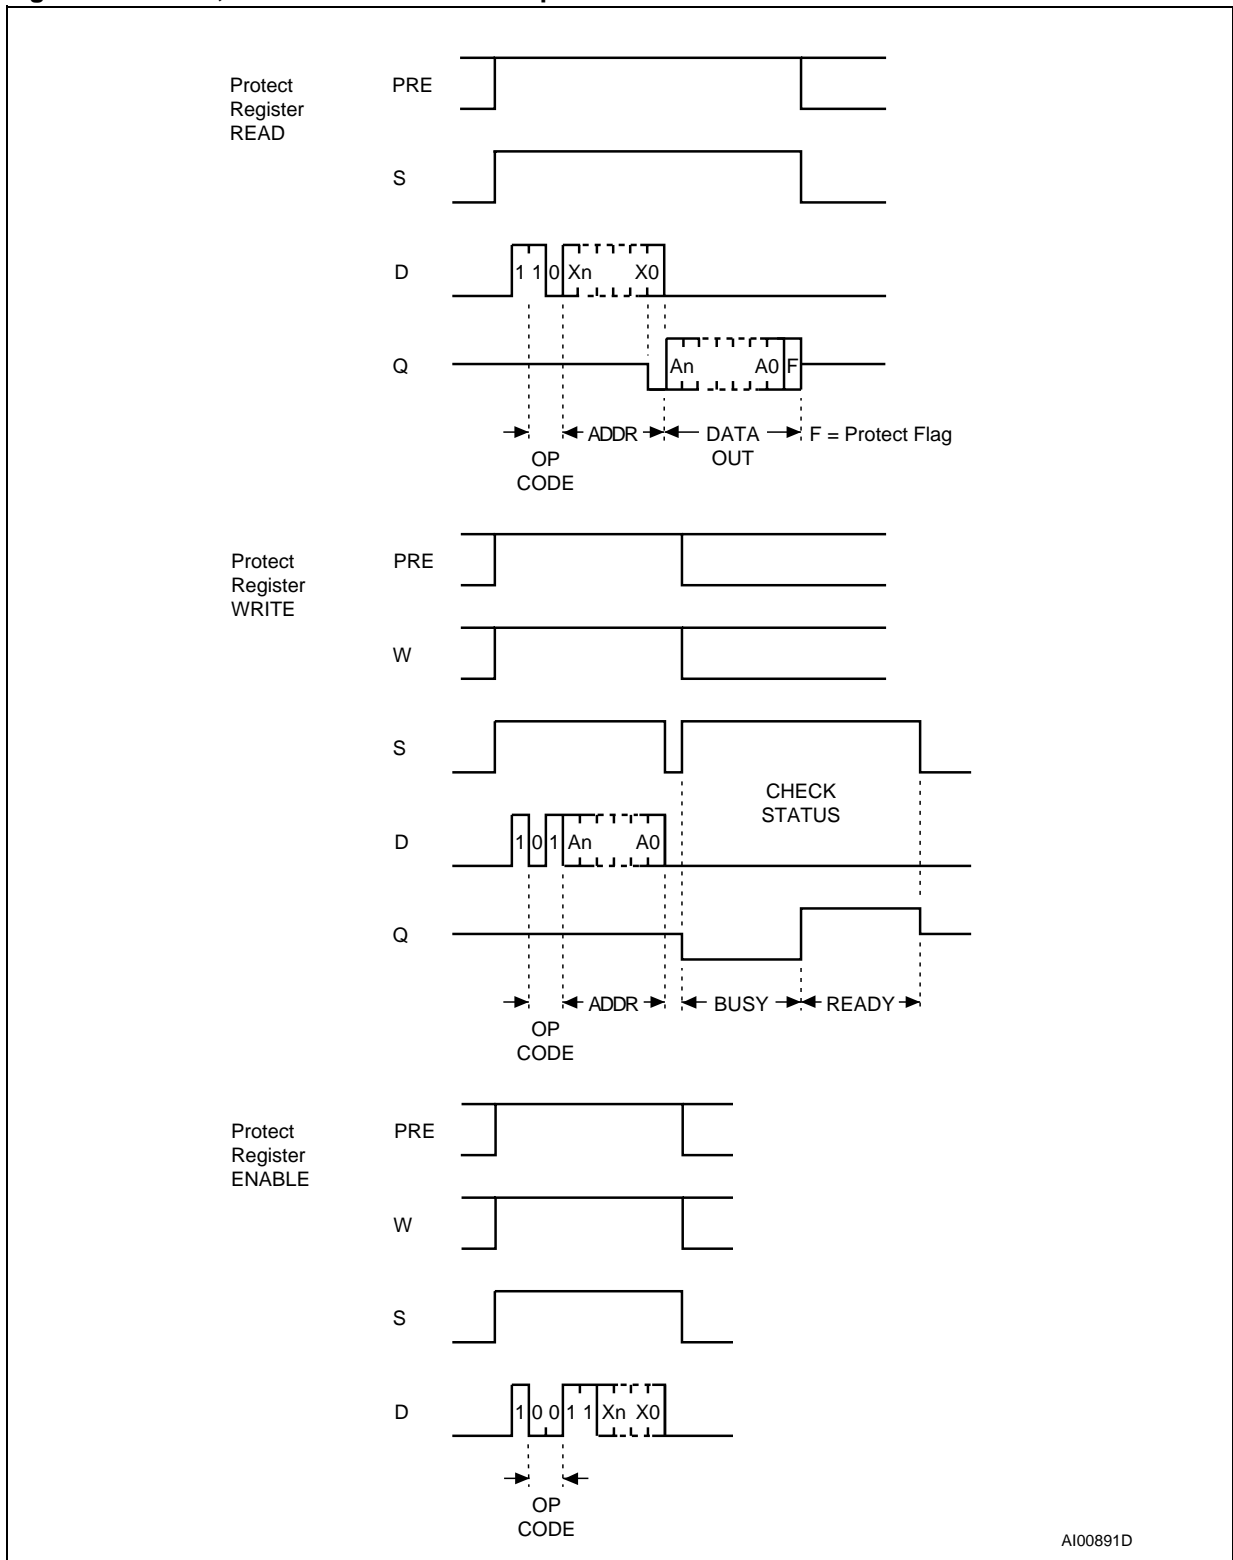 Protect
Register
READ
PRE
S
D
1 1 0 Xn X0
Q
An A0 F
ADDR
DATA
OUT
F = Protect Flag
OP
CODE
Protect
Register
WRITE
PRE
W
S
CHECK
STATUS
D
1 0 1 An A0
Q
ADDR
BUSY
READY
OP
CODE
Protect
Register
ENABLE
PRE
W
S
D
1 0 0 1 1 Xn X0
OP
CODE
AI00891D